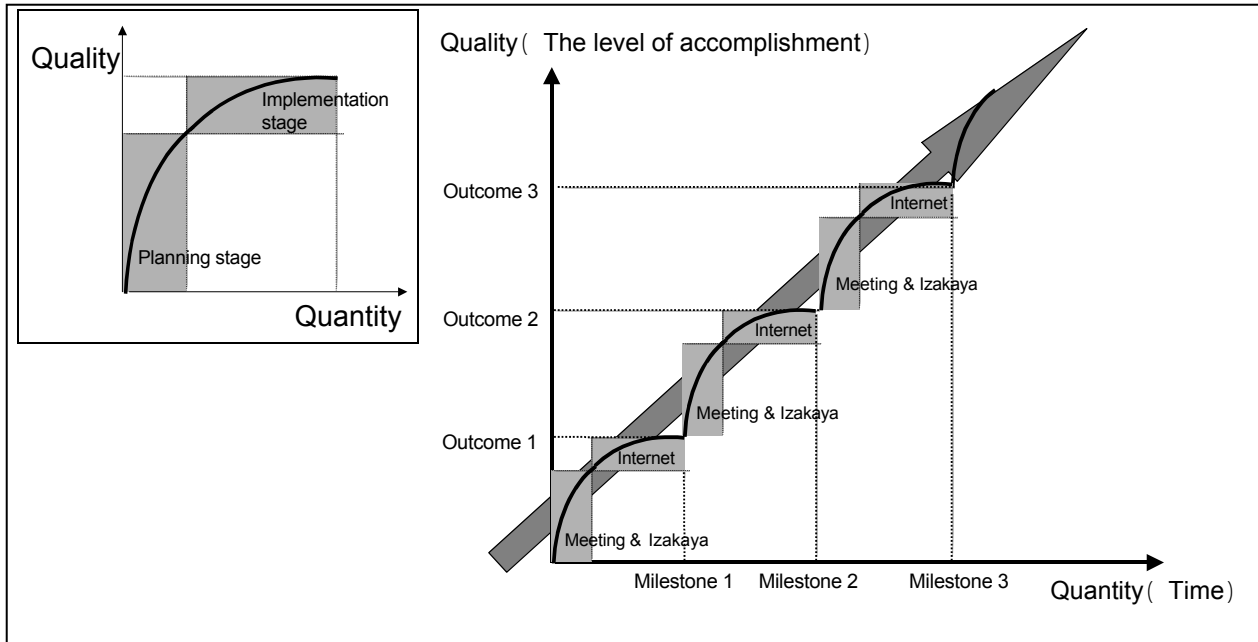 Quality
Implementation
stage
Planning stage
Quantity
Quality( The level of accomplishment)
Outcome 3
Internet
Meeting & Izakaya
Outcome 2
Internet
Meeting & Izakaya
Outcome 1
Internet
Meeting & Izakaya
Milestone 1
Milestone 2
Milestone 3
Quantity( Time)